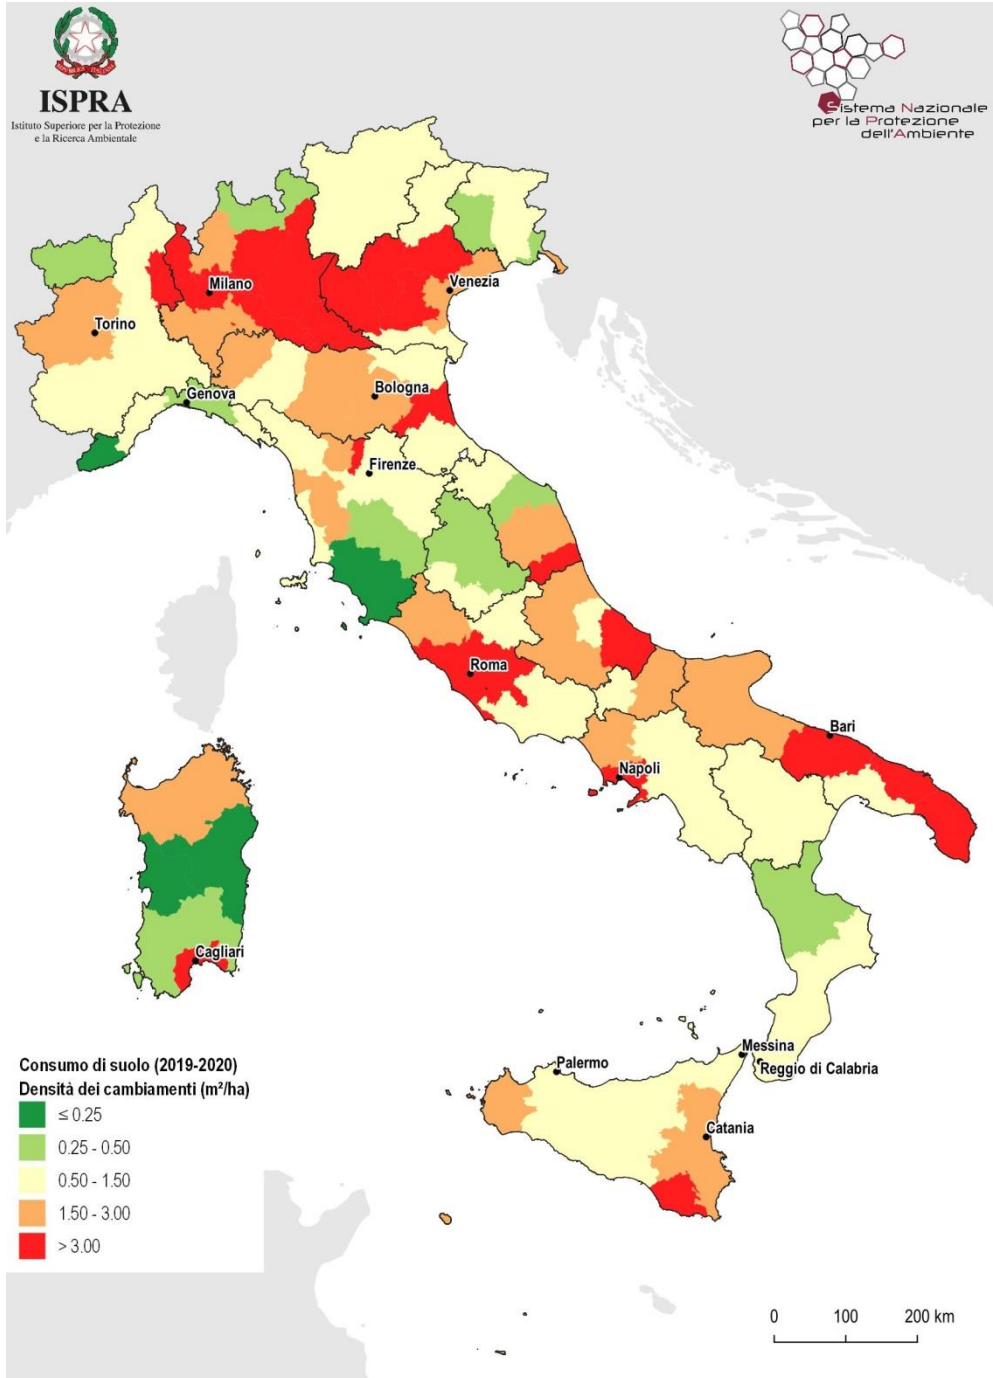 ISPRA
Istituto Superiore per la Protezione
e la Ricerca Ambientale
Sistema Nazionale
per la Protezione
dell'Ambiente
Milano
Venezia
Torino
Bologna
Genova
Firenze
Roma
Bari
Napoli
Cagliari
Messina
Reggio di Calabria
Palermo
Catania
Consumo di suolo (2019-2020)
Densità dei cambiamenti (m²/ha)
≤ 0.25
0.25 - 0.50
0.50 - 1.50
1.50 - 3.00
> 3.00
0 100 200 km